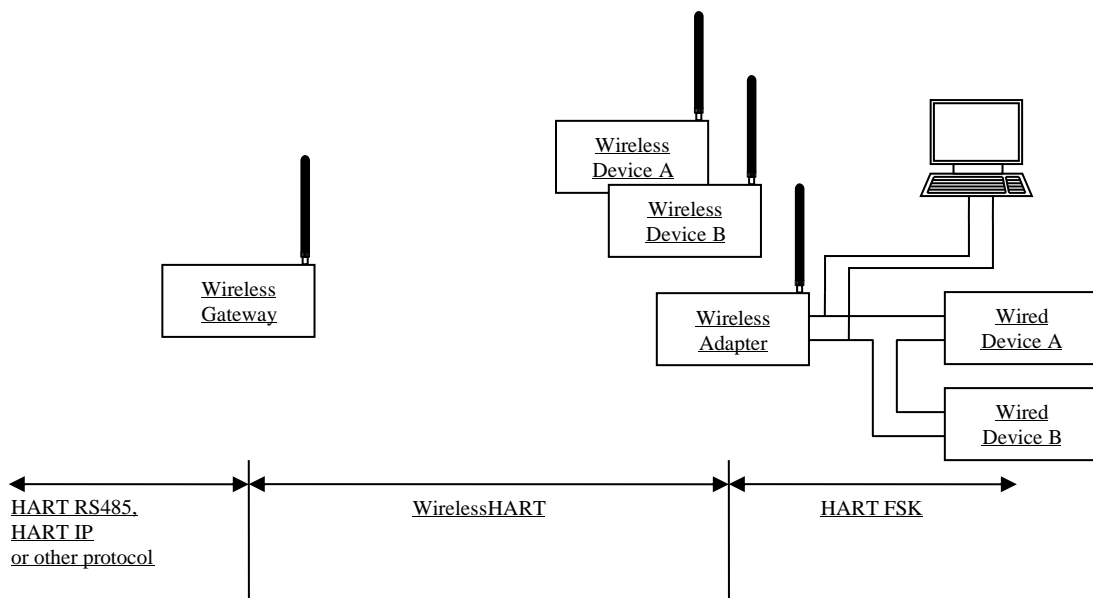 Wireless
Device A
Wireless
Device B
Wireless
Gateway
Wireless
Adapter
Wired
Device A
Wired
Device B
HART RS485,
HART IP
or other protocol
WirelessHART
HART FSK